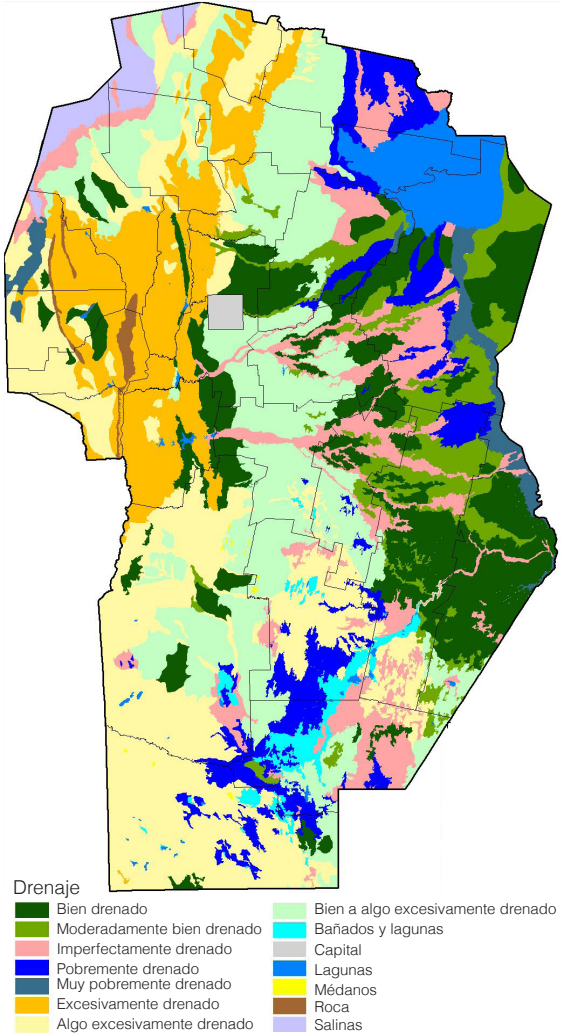 Drenaje
Bien drenado
Moderadamente bien drenado
Imperfectamente drenado
Pobremente drenado
Muy pobremente drenado
Excesivamente drenado
Algo excesivamente drenado
Bien a algo excesivamente drenado
Bañados y lagunas
Capital
Lagunas
Médanos
Roca
Salinas